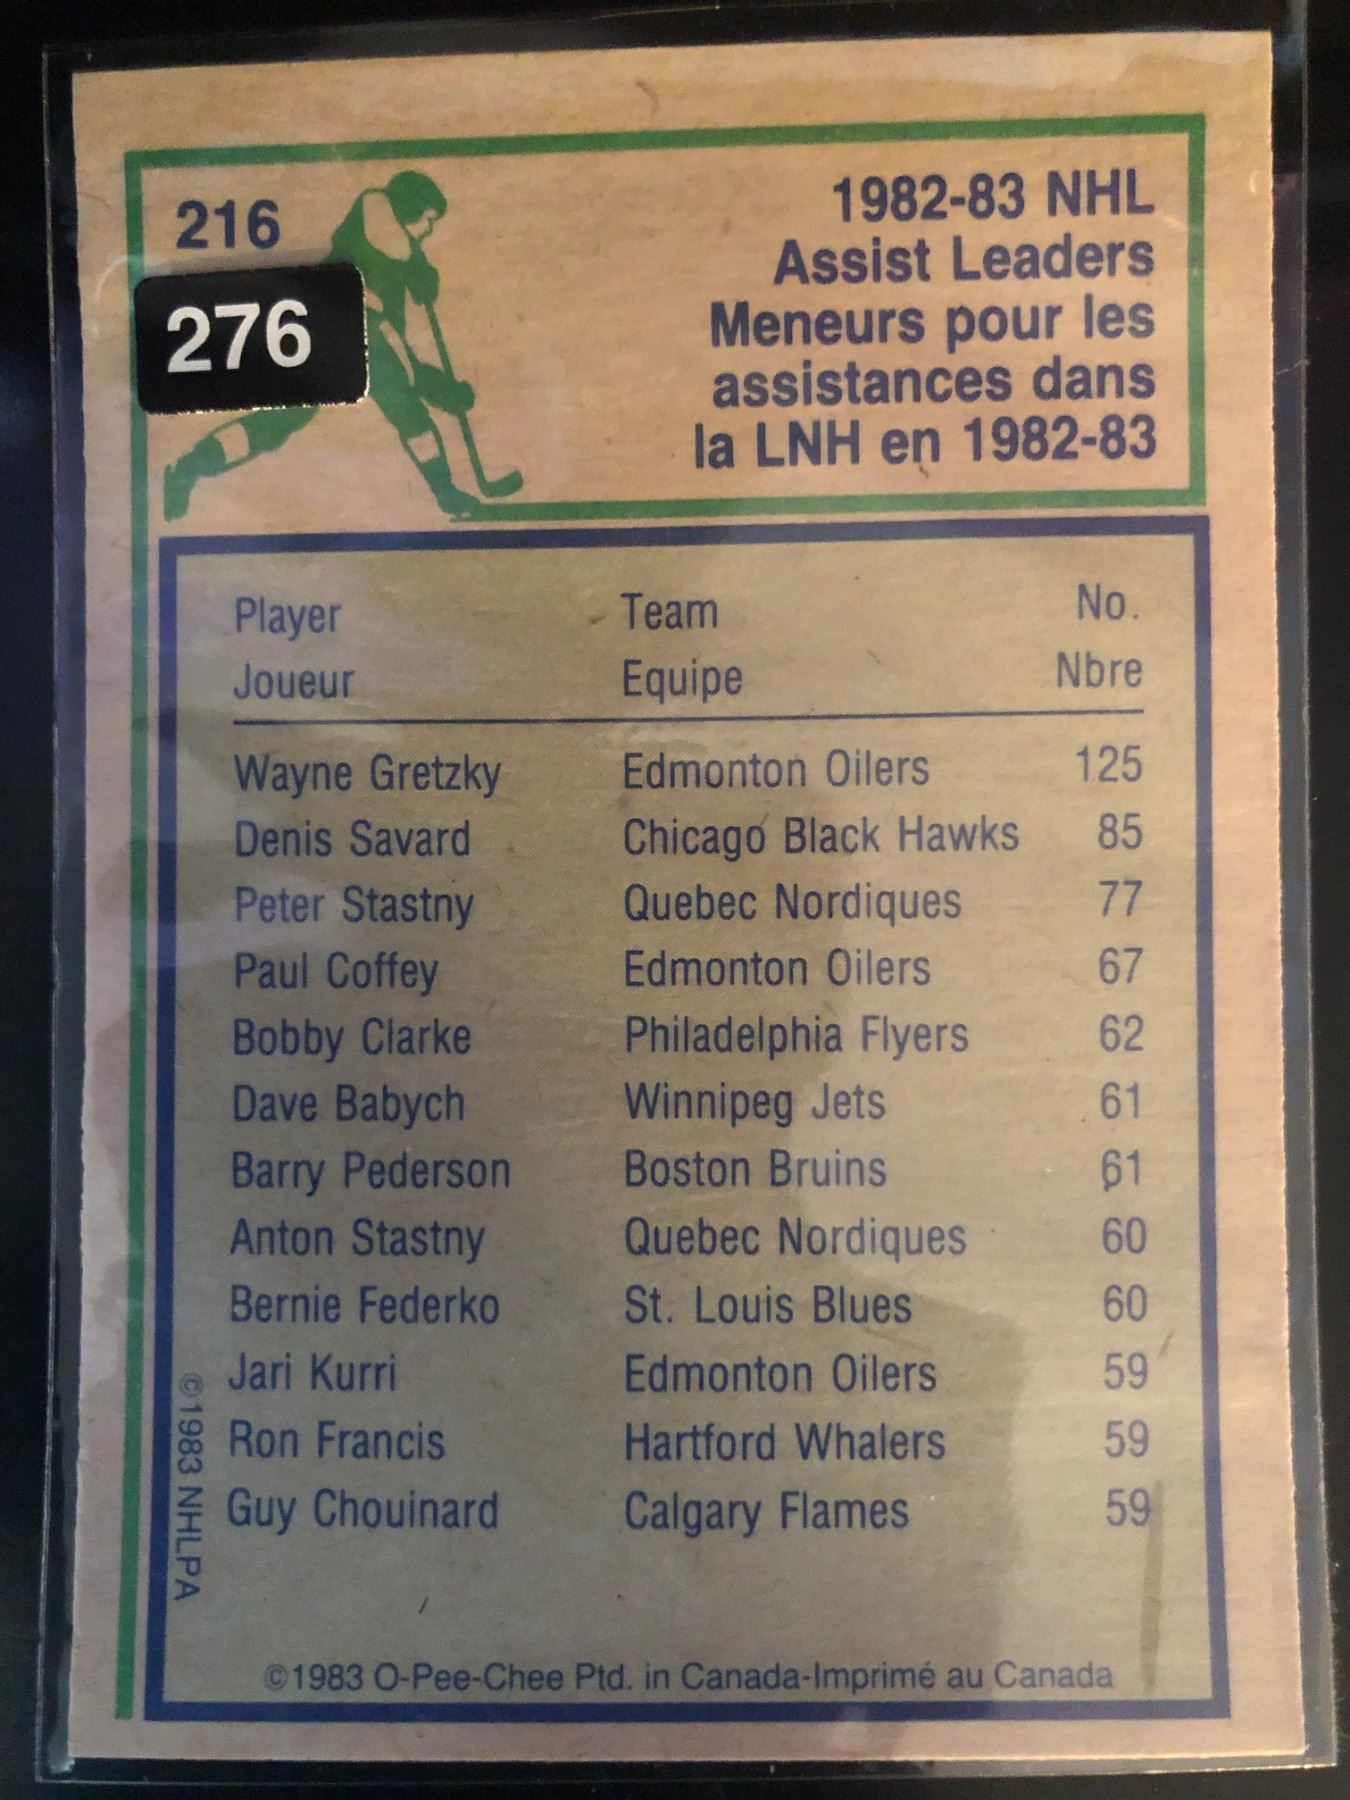 216
276
1982-83 NHL
Assist Leaders
Meneurs pour les
assistances dans
la LNH en 1982-83
Player Team No.
Joueur Equipe Nbre
Wayne Gretzky Edmonton Oilers 125
Denis Savard Chicago Black Hawks 85
Peter Stastny Quebec Nordiques 77
Paul Coffey Edmonton Oilers 67
Bobby Clarke Philadelphia Flyers 62
Dave Babych Winnipeg Jets 61
Barry Pederson Boston Bruins 61
Anton Stastny Quebec Nordiques 60
Bernie Federko St. Louis Blues 60
Jari Kurri Edmonton Oilers 59
Ron Francis Hartford Whalers 59
Guy Chouinard Calgary Flames 59
©1983 NHLPA
©1983 O-Pee-Chee Ptd. in Canada-Imprimé au Canada